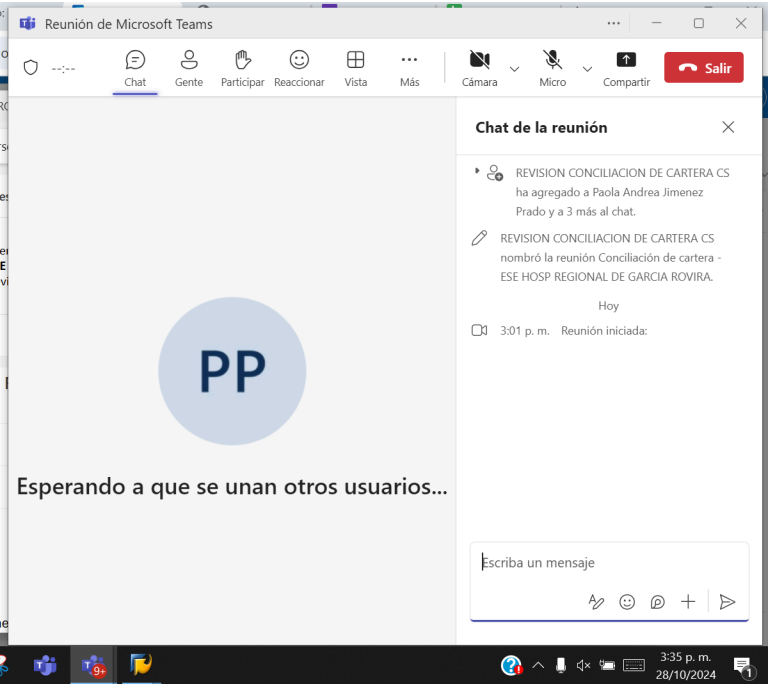 Reunión de Microsoft Teams
--:--
Chat
Gente
Participar
Reaccionar
Vista
Más
Cámara
Micro
Compartir
Salir
Chat de la reunión
REVISION CONCILIACION DE CARTERA CS
ha agregado a Paola Andrea Jimenez
Prado y a 3 más al chat.
REVISION CONCILIACION DE CARTERA CS
nombró la reunión Conciliación de cartera -
ESE HOSP REGIONAL DE GARCIA ROVIRA.
Hoy
3:01 p. m. Reunión iniciada:
PP
Esperando a que se unan otros usuarios...
Escriba un mensaje
9+
3:35 p. m.
28/10/2024
1